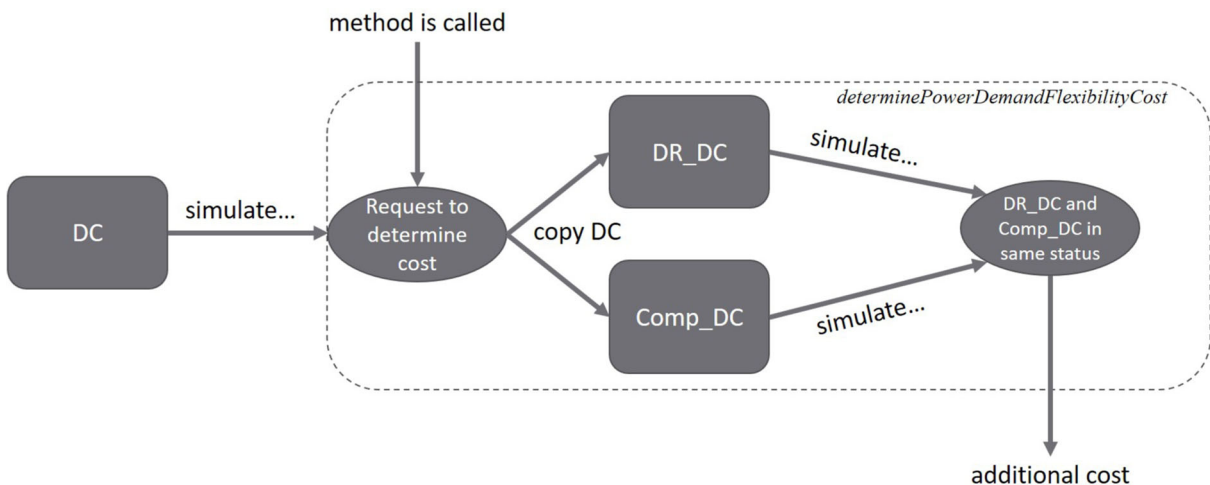 method is called
determinePowerDemandFlexibilityCost
DR_DC
simulate...
DC
simulate...
Request to
determine
cost
copy DC
DR_DC and
Comp_DC in
same status
Comp_DC
simulate...
additional cost